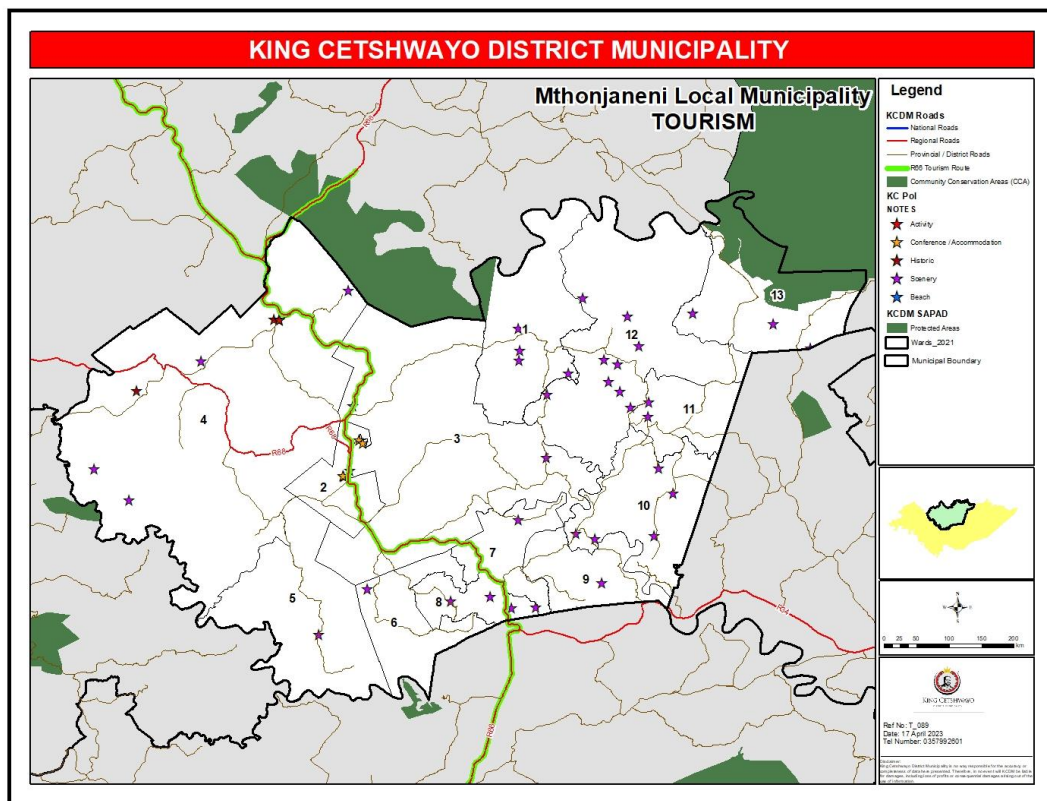 KING CETSHWAYO DISTRICT MUNICIPALITY
Mthonjaneni Local Municipality
TOURISM
R66
1
13
12
4
3
11
R68
R68
2
10
7
9
5
8
6
R34
R66
Legend
KCDM Roads
National Roads
Regional Roads
Provincial / District Roads
R66 Tourism Route
Community Conservation Areas (CCA)
KC PoI
NOTES
Activity
Conference / Accommodation
Historic
Scenery
Beach
KCDM SAPAD
Protected Areas
Wards_2021
Municipal Boundary
N
W
E
S
0 25 50 100 150 200
km
KING CETSHWAYO
Ref No: T_089
Date: 17 April 2023
Tel Number: 0357992601
Disclaimer: